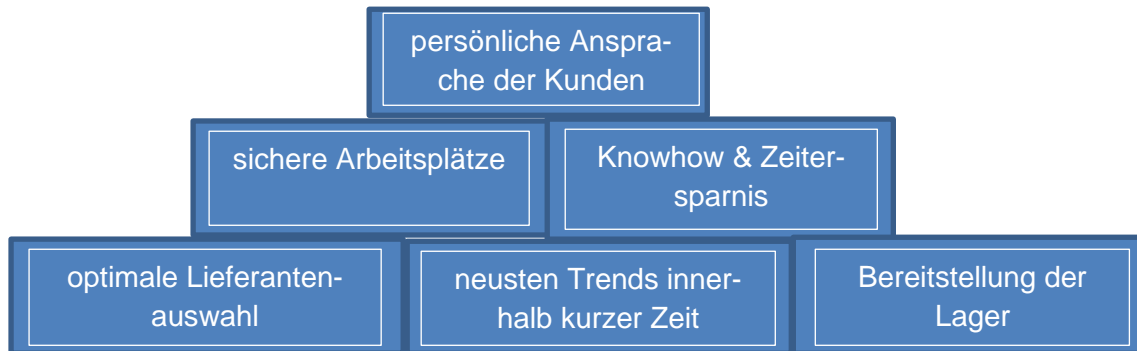 persönliche Anspra-
che der Kunden
sichere Arbeitsplätze
Knowhow & Zeiter-
sparnis
optimale Lieferanten-
auswahl
neusten Trends inner-
halb kurzer Zeit
Bereitstellung der
Lager